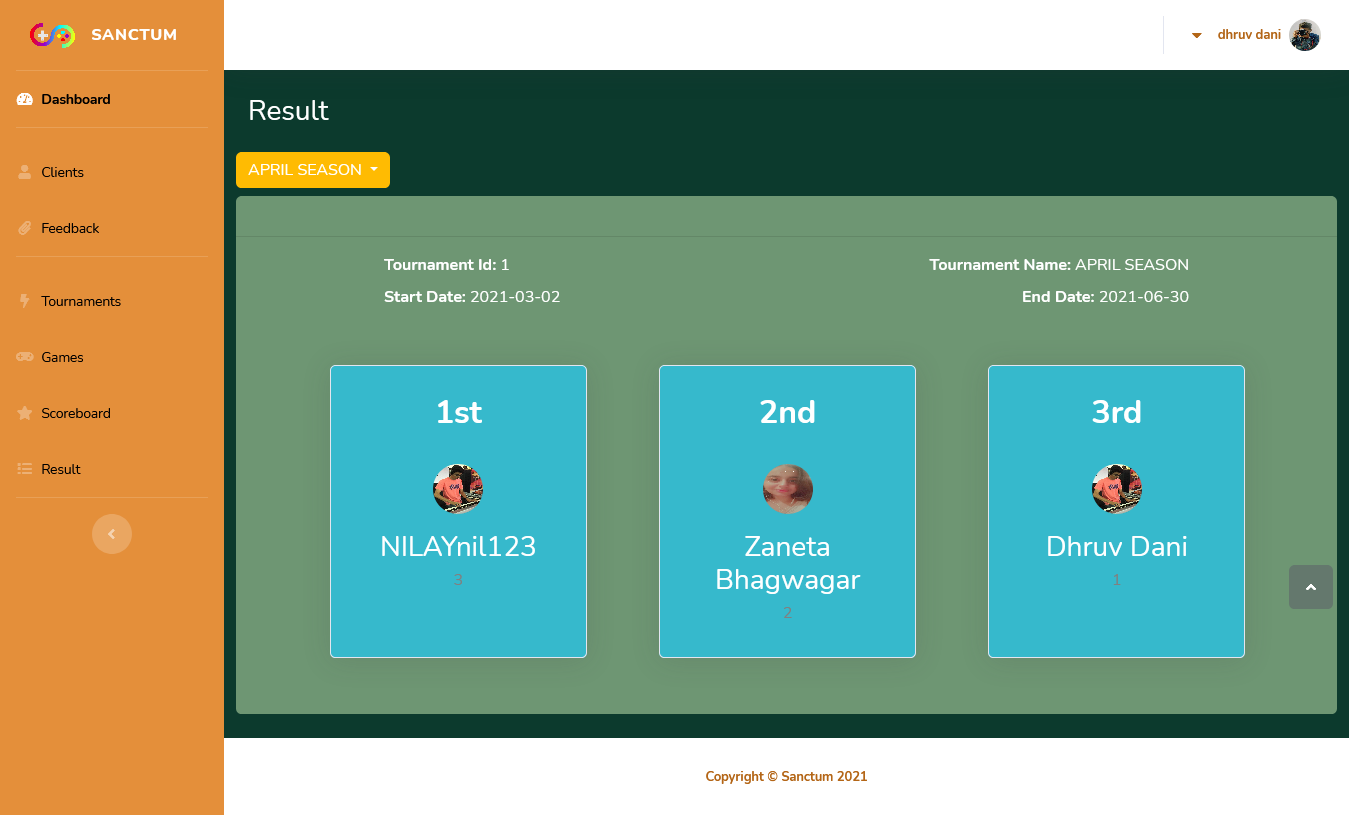 SANCTUM
dhruv dani
Dashboard
Clients
Feedback
Tournaments
Games
Scoreboard
Result
Result
APRIL SEASON
Tournament Id: 1
Tournament Name: APRIL SEASON
Start Date: 2021-03-02
End Date: 2021-06-30
1st
NILAYnil123
3
2nd
Zaneta
Bhagwagar
2
3rd
Dhruv Dani
1
Copyright © Sanctum 2021